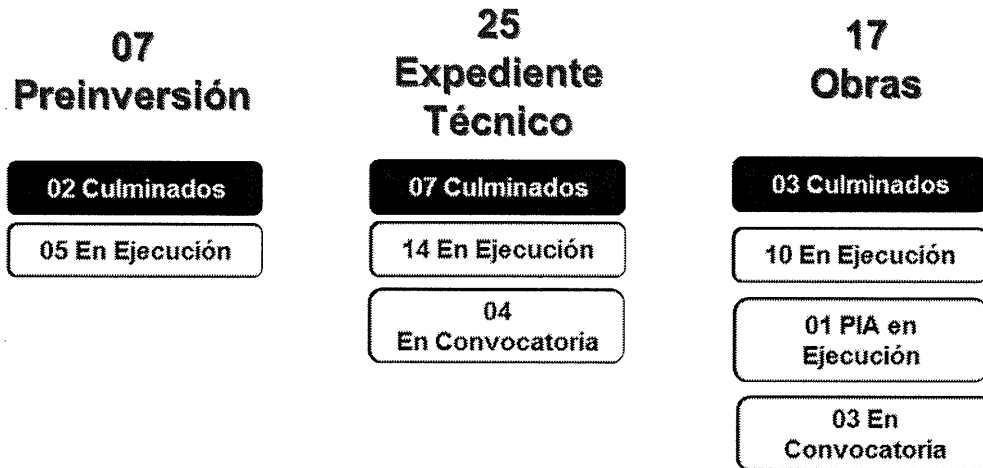 07
Preinversión
02 Culminados
05 En Ejecución
25
Expediente
Técnico
07 Culminados
14 En Ejecución
04
En Convocatoria
17
Obras
03 Culminados
10 En Ejecución
01 PIA en
Ejecución
03 En
Convocatoria